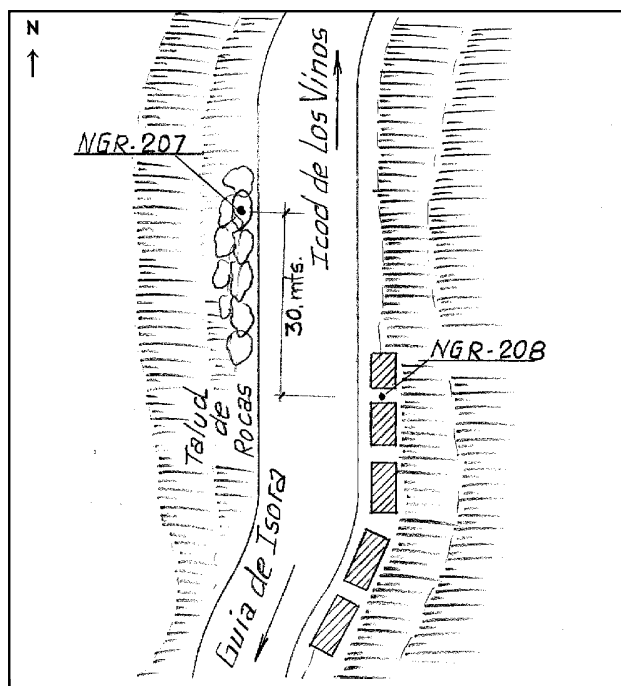 N
NGR-207
Icod de Los Vinos
30.mts.
NGR-208
Talud
de
Rocas
Guia de Isora